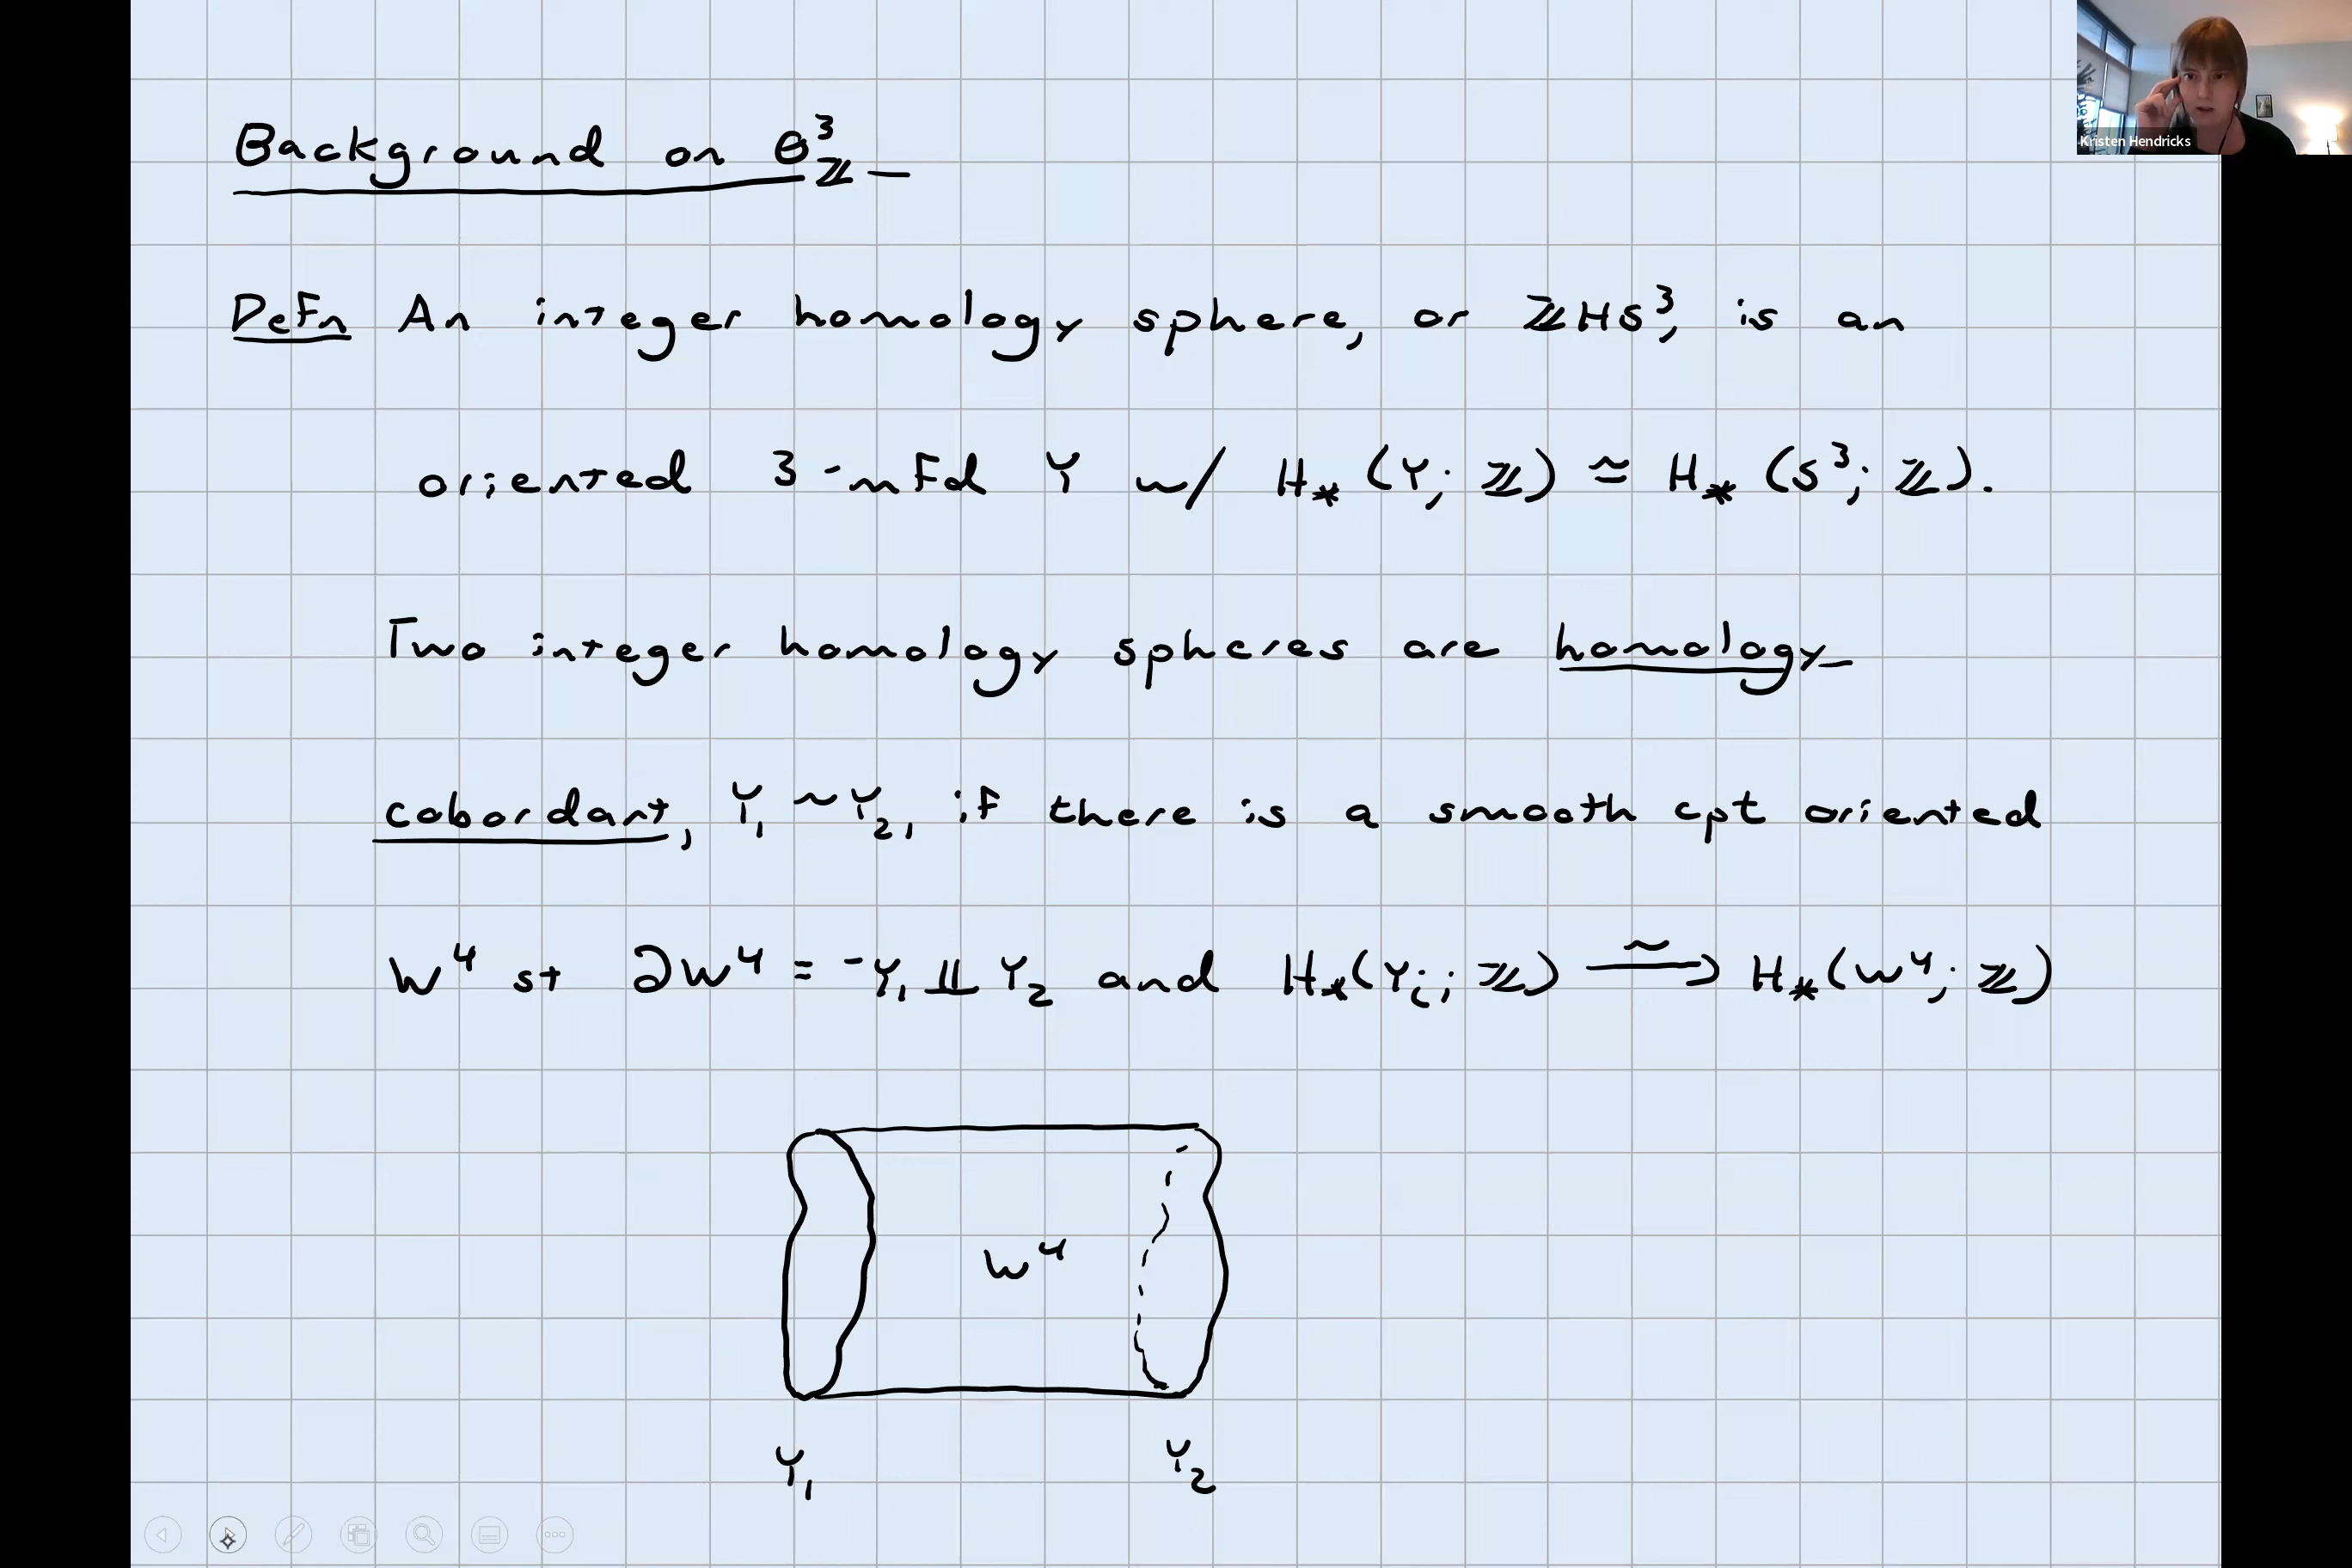 Background on Θ³_ℤ
Kristen Hendricks
Defn An integer homology sphere, or ℤHS³, is an
oriented 3-mfd Y w/ H_*(Y; ℤ) ≈ H_*(S³; ℤ).
Two integer homology spheres are homology
cobordant, Y₁ ~ Y₂, if there is a smooth cpt oriented
W⁴ st ∂W⁴ = -Y₁ ⨿ Y₂ and H_*(Yᵢ; ℤ) ⥲ H_*(W⁴; ℤ)
W⁴
Y₁ Y₂